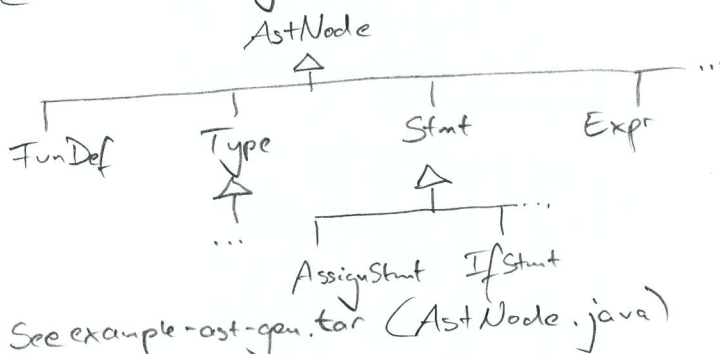 AstNode
...
FunDef Type Stmt Expr
... ...
AssignStmt IfStmt
See example-ast-gen.tar (AstNode.java)